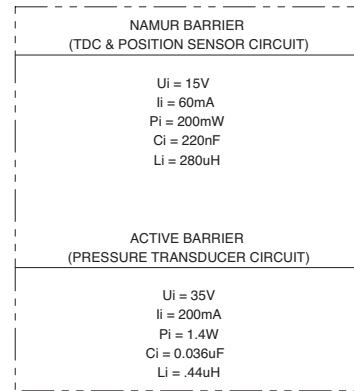 NAMUR BARRIER
(TDC & POSITION SENSOR CIRCUIT)
Ui = 15V
Ii = 60mA
Pi = 200mW
Ci = 220nF
Li = 280uH
ACTIVE BARRIER
(PRESSURE TRANSDUCER CIRCUIT)
Ui = 35V
Ii = 200mA
Pi = 1.4W
Ci = 0.036uF
Li = .44uH